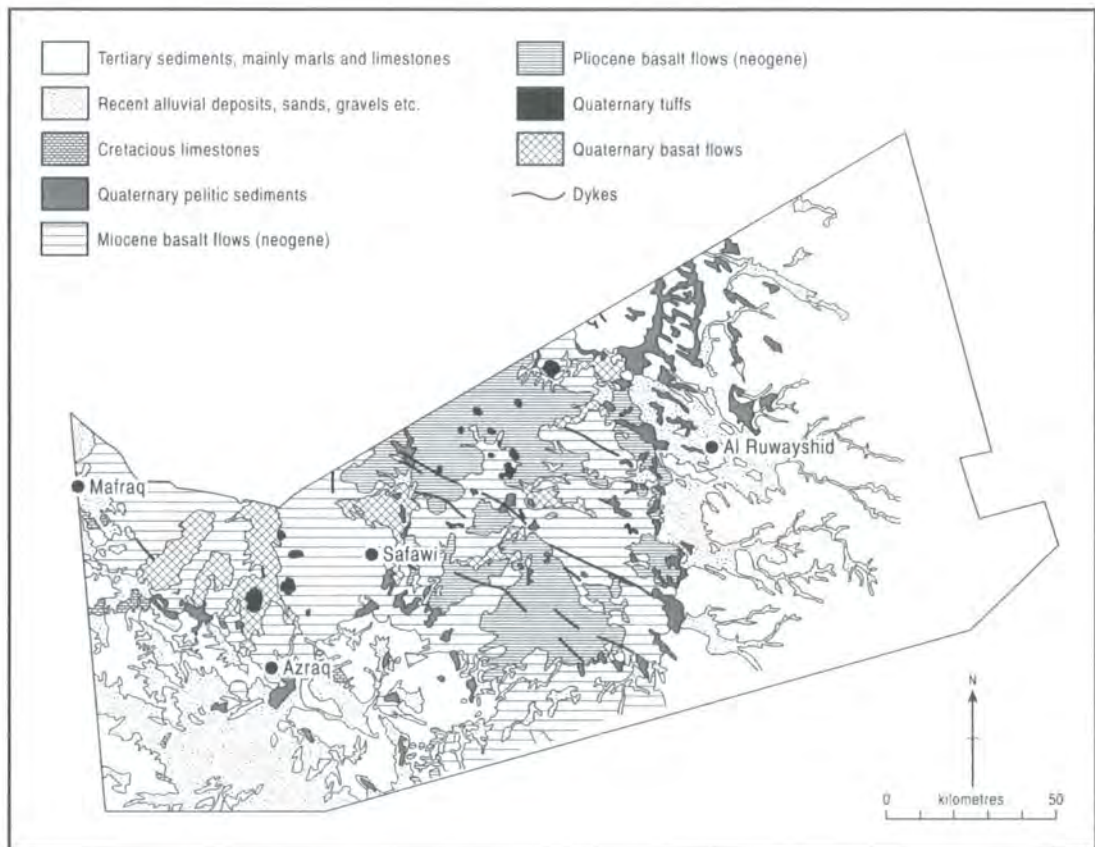 Tertiary sediments, mainly marls and limestones
Recent alluvial deposits, sands, gravels etc.
Cretacious limestones
Quaternary pelitic sediments
Miocene basalt flows (neogene)
Pliocene basalt flows (neogene)
Quaternary tuffs
Quaternary basat flows
Dykes
Al Ruwayshid
Mafraq
Safawi
Azraq
N
0 kilometres 50